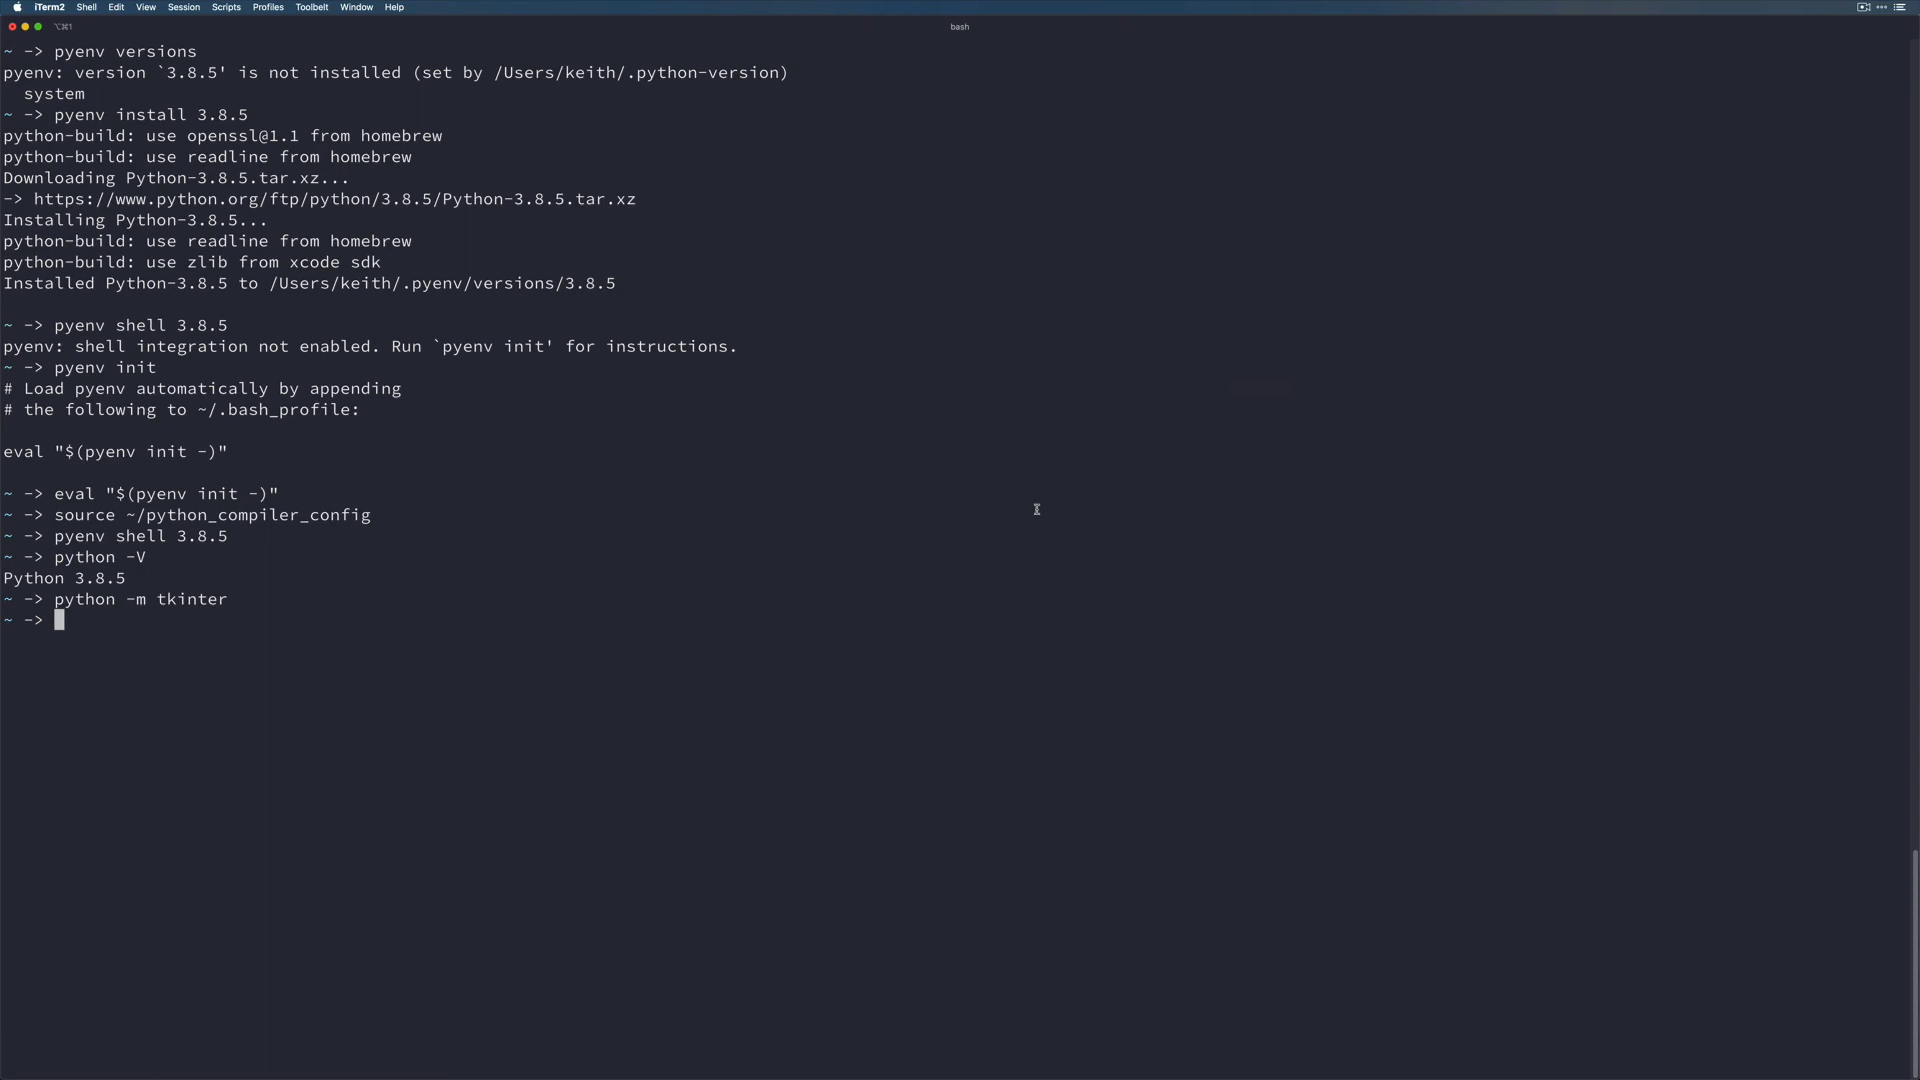 iTerm2 Shell Edit View Session Scripts Profiles Toolbelt Window Help
⌥⌘1 bash
~ -> pyenv versions
pyenv: version `3.8.5' is not installed (set by /Users/keith/.python-version)
  system
~ -> pyenv install 3.8.5
python-build: use openssl@1.1 from homebrew
python-build: use readline from homebrew
Downloading Python-3.8.5.tar.xz...
-> https://www.python.org/ftp/python/3.8.5/Python-3.8.5.tar.xz
Installing Python-3.8.5...
python-build: use readline from homebrew
python-build: use zlib from xcode sdk
Installed Python-3.8.5 to /Users/keith/.pyenv/versions/3.8.5
~ -> pyenv shell 3.8.5
pyenv: shell integration not enabled. Run `pyenv init' for instructions.
~ -> pyenv init
# Load pyenv automatically by appending
# the following to ~/.bash_profile:
eval "$(pyenv init -)"
~ -> eval "$(pyenv init -)"
~ -> source ~/python_compiler_config
~ -> pyenv shell 3.8.5
~ -> python -V
Python 3.8.5
~ -> python -m tkinter
~ ->